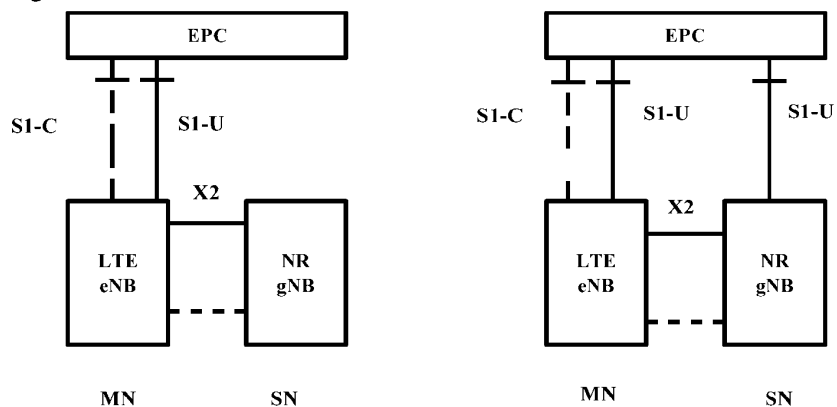 EPC
S1-C
S1-U
X2
LTE
eNB
NR
gNB
MN
SN
EPC
S1-C
S1-U
S1-U
X2
LTE
eNB
NR
gNB
MN
SN